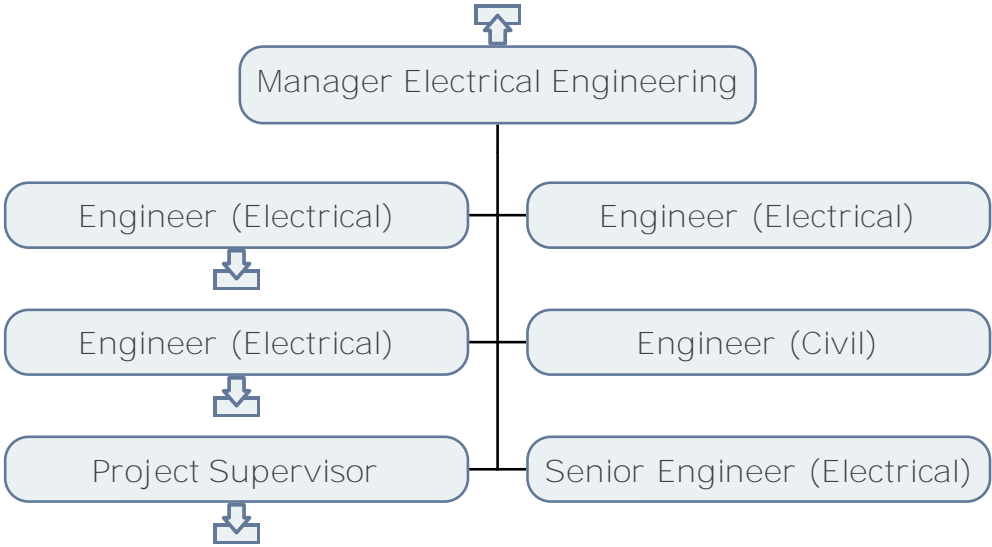 Manager Electrical Engineering
Engineer (Electrical)
Engineer (Electrical)
Engineer (Electrical)
Engineer (Civil)
Project Supervisor
Senior Engineer (Electrical)